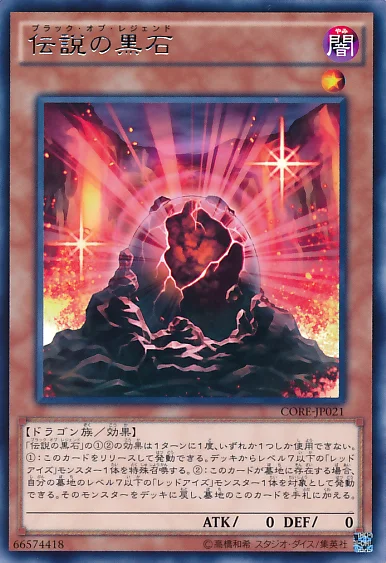 ブラック・オブ・レジェンド
伝説の黒石
やみ
闇
CORE-JP021
【ドラゴン族／効果】
「伝説の黒石」の①②の効果は1ターンに1度、いずれか1つしか使用できない。
①：このカードをリリースして発動できる。デッキからレベル7以下の「レッド
アイズ」モンスター1体を特殊召喚する。②：このカードが墓地に存在する場合、
自分の墓地のレベル7以下の「レッドアイズ」モンスター1体を対象として発動
できる。そのモンスターをデッキに戻し、墓地のこのカードを手札に加える。
ATK/ 0 DEF/ 0
66574418 ©高橋和希 スタジオ・ダイス/集英社